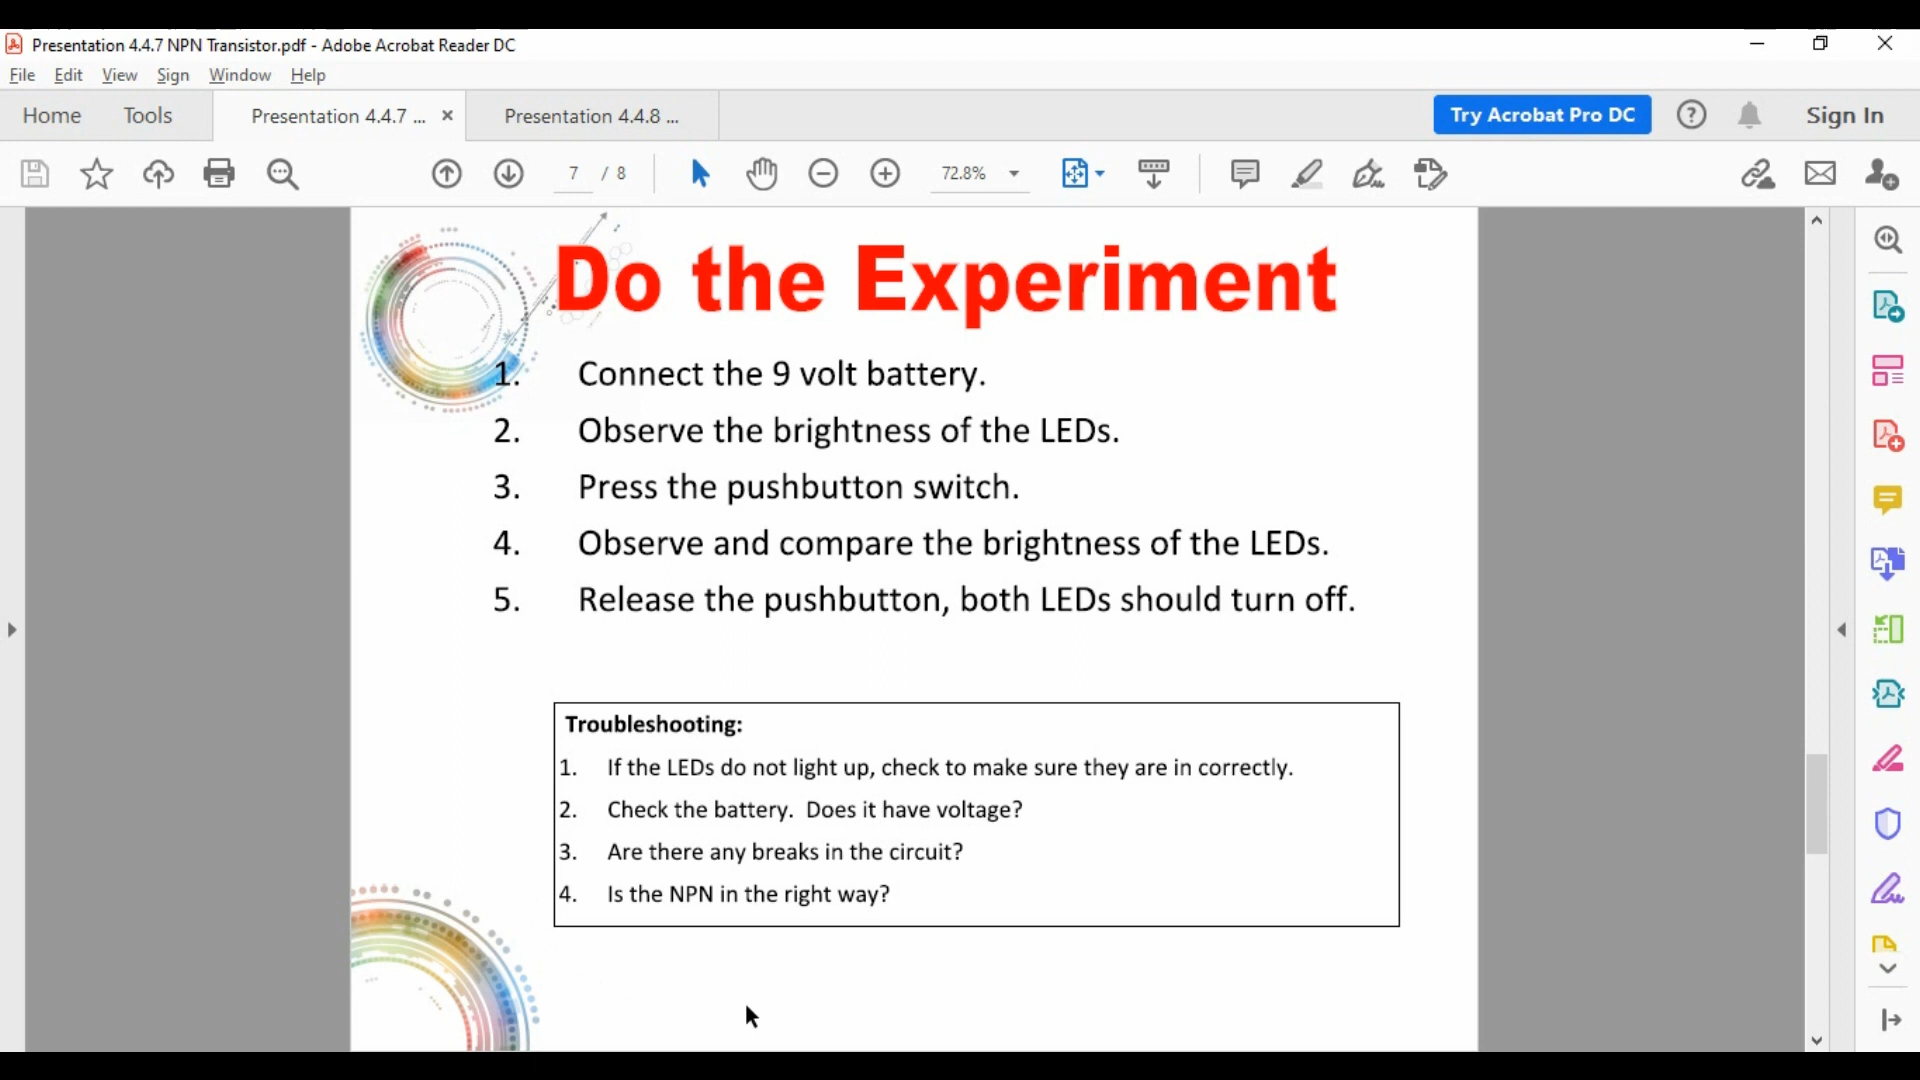 Presentation 4.4.7 NPN Transistor.pdf - Adobe Acrobat Reader DC
File Edit View Sign Window Help
Home Tools Presentation 4.4.7 ... Presentation 4.4.8 ... Try Acrobat Pro DC Sign In
7 / 8 72.8%
Do the Experiment
1. Connect the 9 volt battery.
2. Observe the brightness of the LEDs.
3. Press the pushbutton switch.
4. Observe and compare the brightness of the LEDs.
5. Release the pushbutton, both LEDs should turn off.
Troubleshooting:
1. If the LEDs do not light up, check to make sure they are in correctly.
2. Check the battery. Does it have voltage?
3. Are there any breaks in the circuit?
4. Is the NPN in the right way?